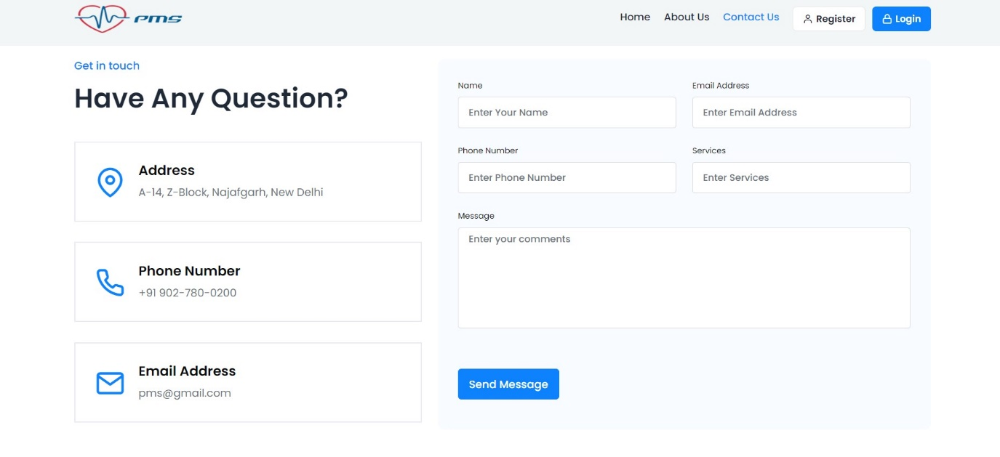 PMS
Home About Us Contact Us Register Login
Get in touch
Have Any Question?
Address
A-14, Z-Block, Najafgarh, New Delhi
Phone Number
+91 902-780-0200
Email Address
pms@gmail.com
Name
Enter Your Name
Email Address
Enter Email Address
Phone Number
Enter Phone Number
Services
Enter Services
Message
Enter your comments
Send Message